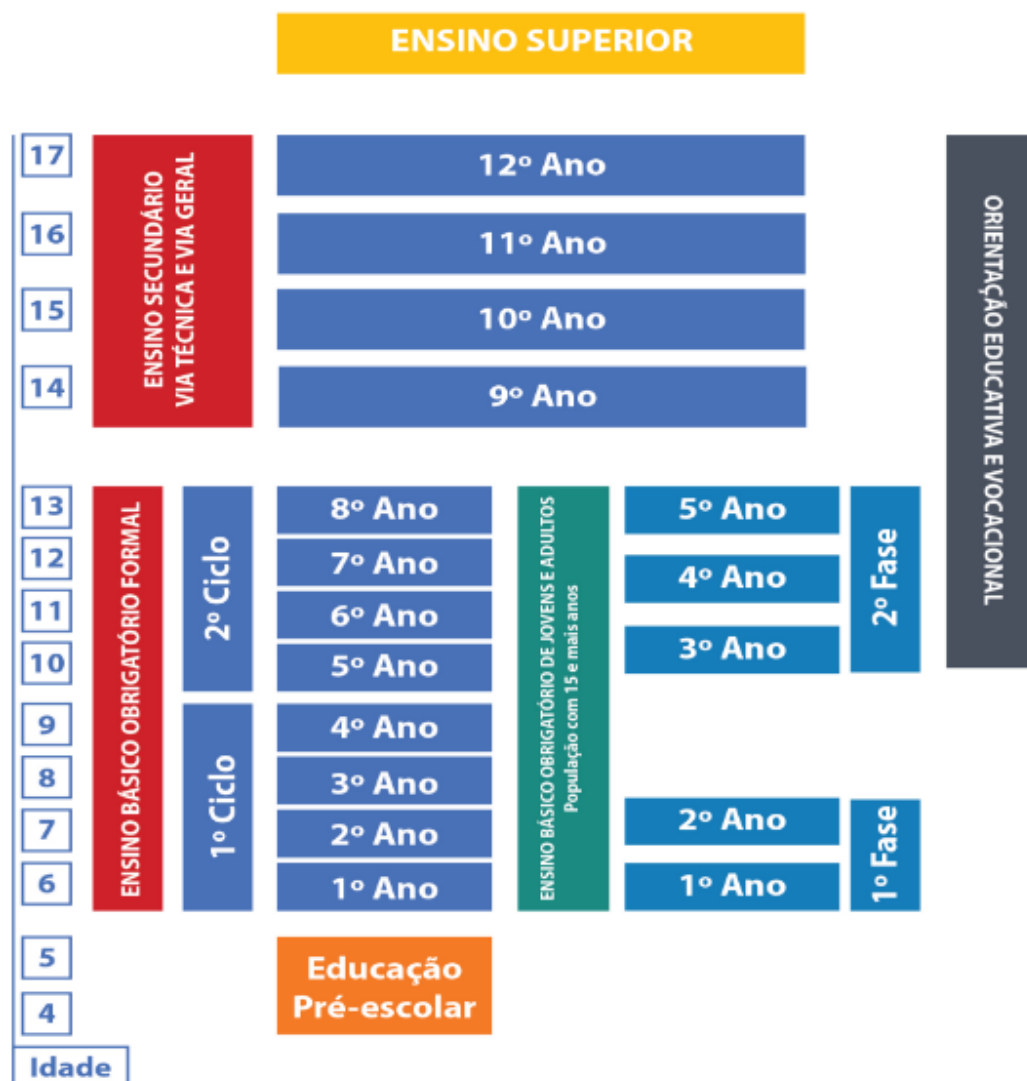 ENSINO SUPERIOR
17
ENSINO SECUNDÁRIO
VIA TÉCNICA E VIA GERAL
12º Ano
16
11º Ano
15
10º Ano
14
9º Ano
ORIENTAÇÃO EDUCATIVA E VOCACIONAL
ENSINO BÁSICO OBRIGATÓRIO FORMAL
13
2º Ciclo
8º Ano
12
7º Ano
11
6º Ano
10
5º Ano
9
1º Ciclo
4º Ano
8
3º Ano
7
2º Ano
6
1º Ano
ENSINO BÁSICO OBRIGATÓRIO DE JOVENS E ADULTOS
População com 15 e mais anos
5º Ano
4º Ano
3º Ano
2º Fase
2º Ano
1º Ano
1º Fase
5
4
Educação
Pré-escolar
Idade